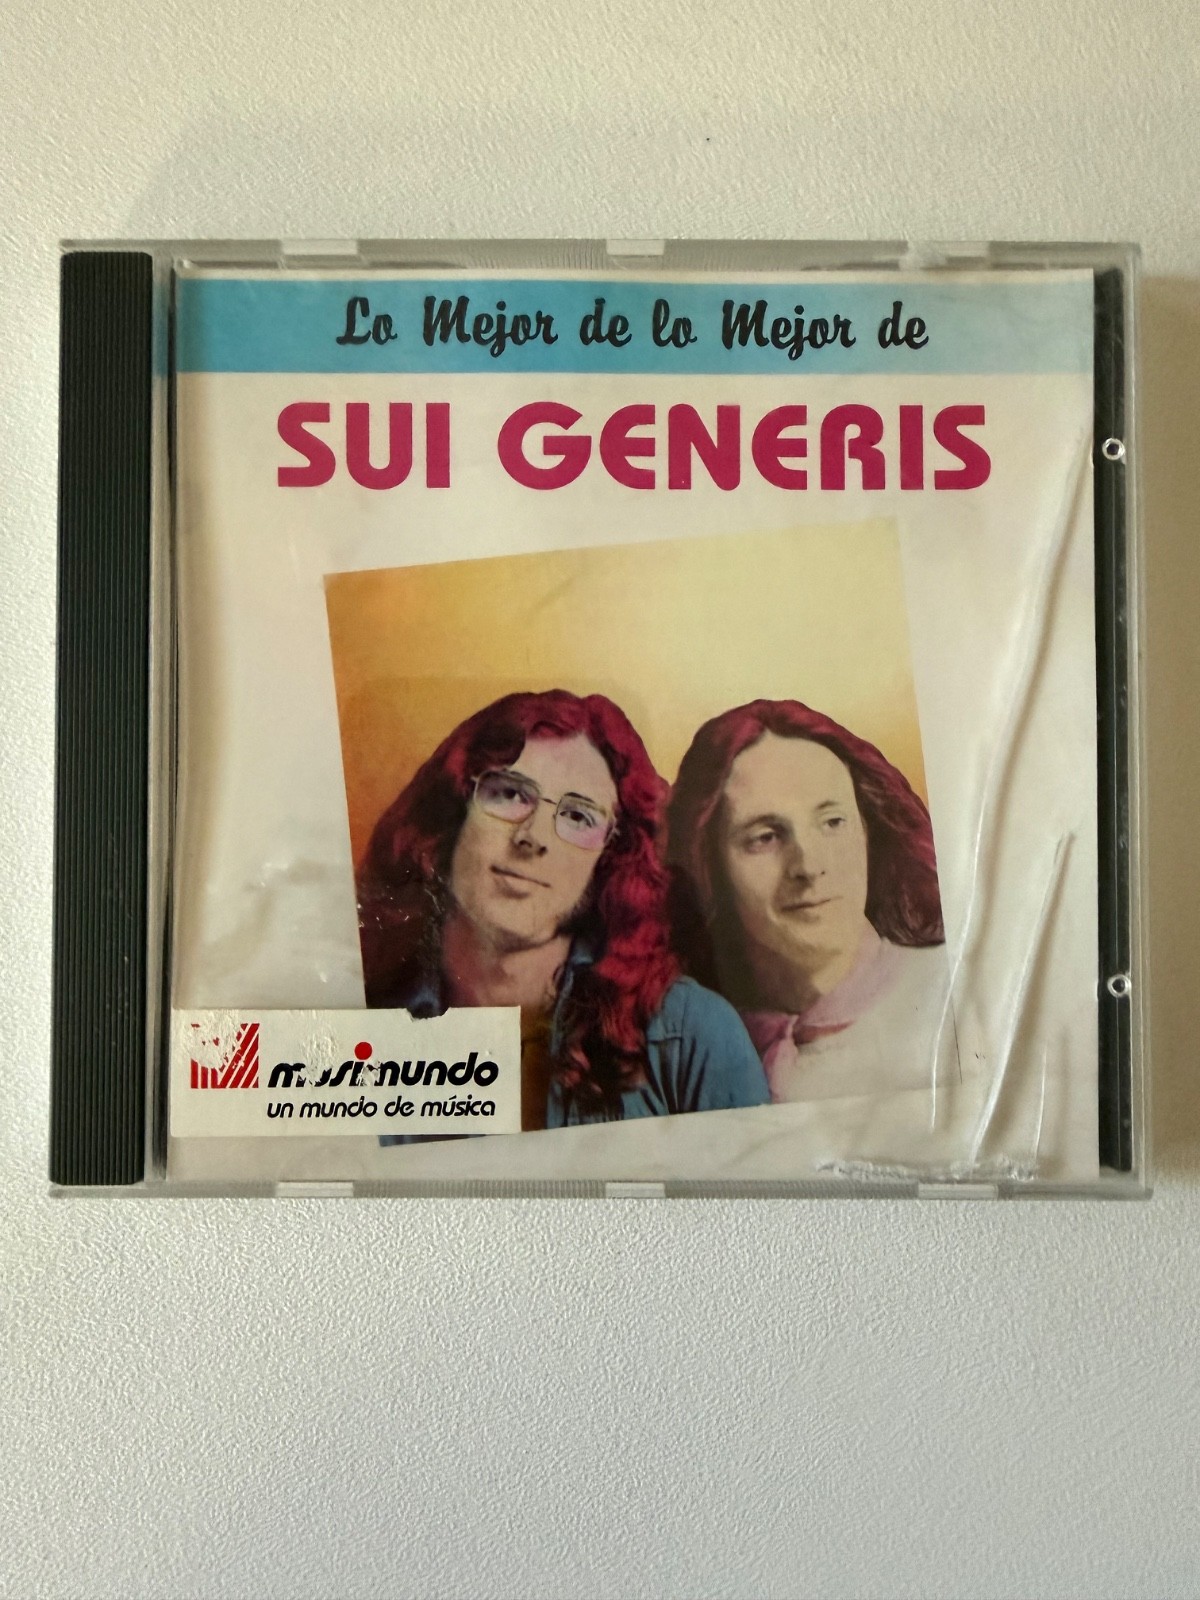 Lo Mejor de lo Mejor de
SUI GENERIS
musimundo
un mundo de música